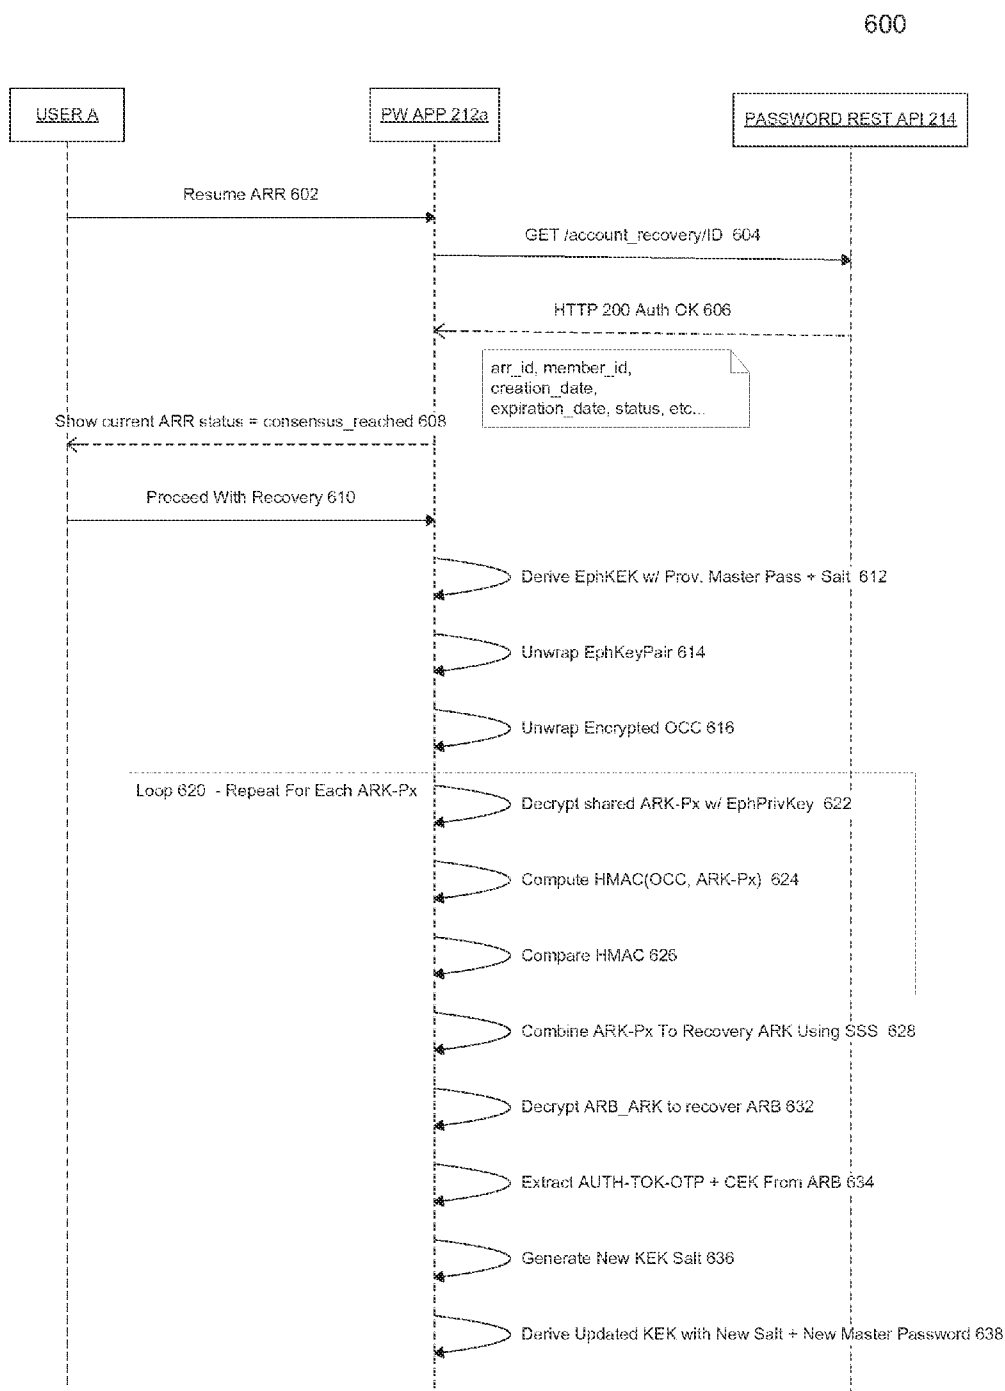 600
USER A
PW APP 212a
PASSWORD REST API 214
Resume ARR 602
GET /account_recovery/ID 604
HTTP 200 Auth OK 606
arr_id, member_id,
creation_date,
expiration_date, status, etc...
Show current ARR status = consensus_reached 608
Proceed With Recovery 610
Derive EphKEK w/ Prov. Master Pass + Salt 612
Unwrap EphKeyPair 614
Unwrap Encrypted OCC 616
Loop 620 - Repeat For Each ARK-Px
Decrypt shared ARK-Px w/ EphPrivKey 622
Compute HMAC(OCC, ARK-Px) 624
Compare HMAC 626
Combine ARK-Px To Recovery ARK Using SSS 628
Decrypt ARB_ARK to recover ARB 632
Extract AUTH-TOK-OTP + CEK From ARB 634
Generate New KEK Salt 636
Derive Updated KEK with New Salt + New Master Password 638